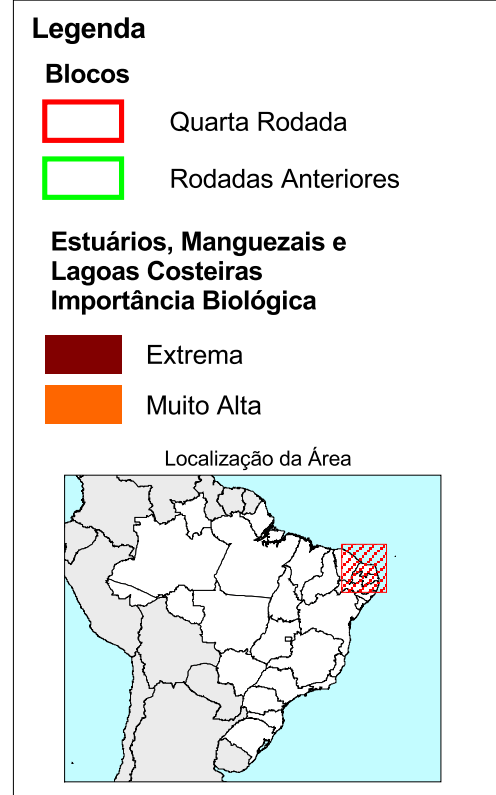 Legenda
Blocos
Quarta Rodada
Rodadas Anteriores
Estuários, Manguezais e
Lagoas Costeiras
Importância Biológica
Extrema
Muito Alta
Localização da Área